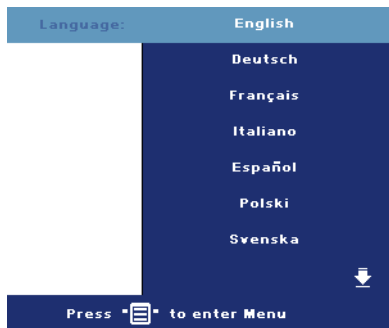 Language: English
Deutsch
Français
Italiano
Español
Polski
Svenska
Press "" to enter Menu